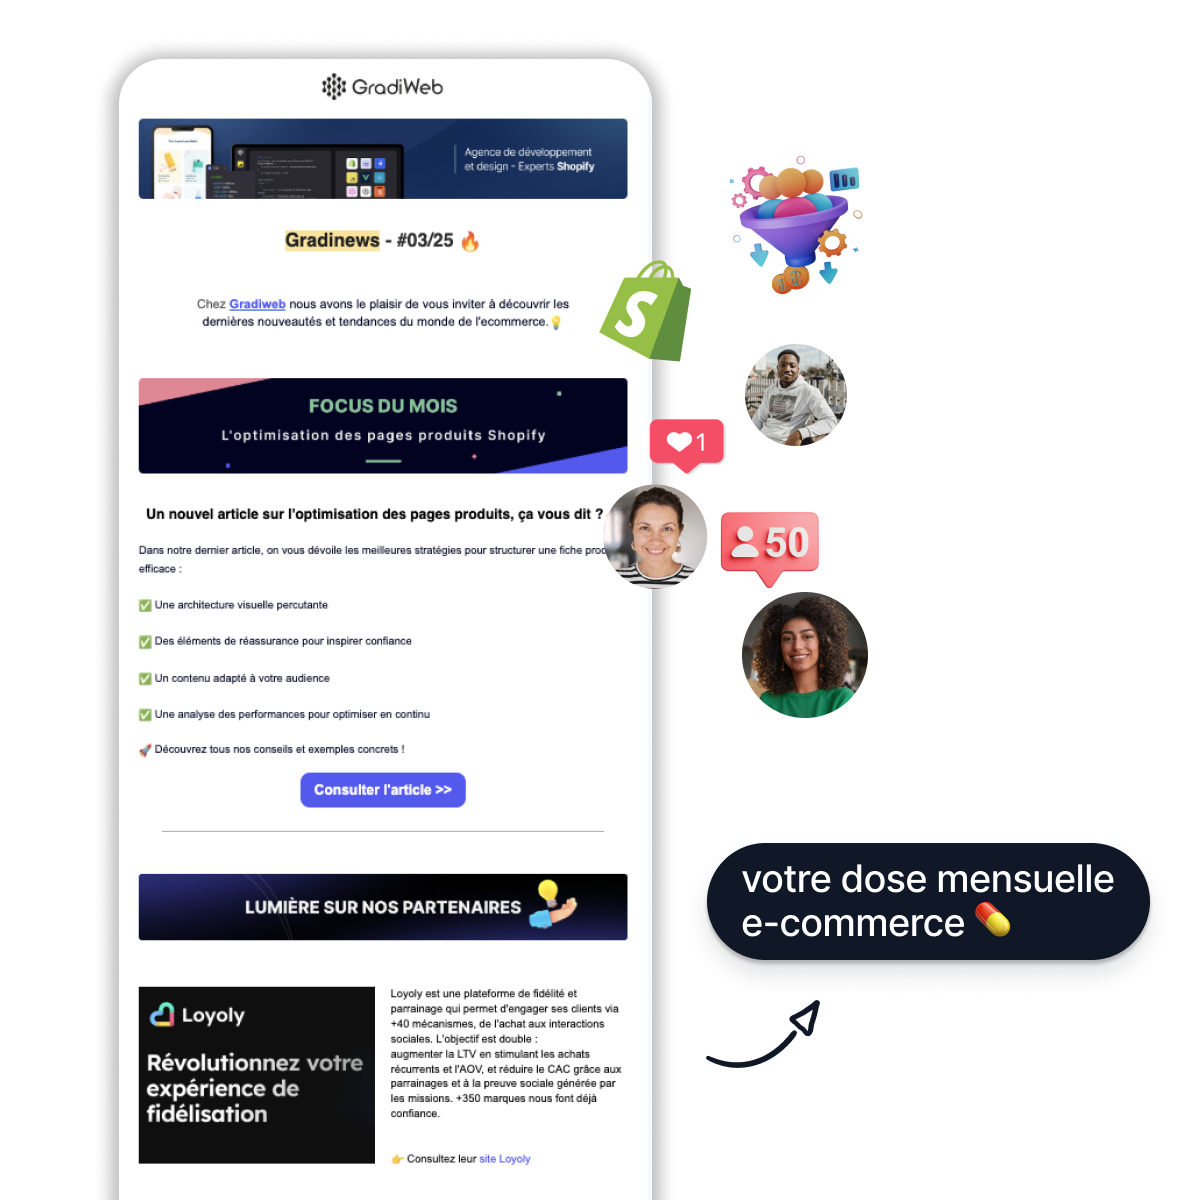 GradiWeb
Agence de développement
et design - Experts Shopify
Gradinews - #03/25 🔥
Chez Gradiweb nous avons le plaisir de vous inviter à découvrir les
dernières nouveautés et tendances du monde de l'ecommerce.💡
FOCUS DU MOIS
L'optimisation des pages produits Shopify
Un nouvel article sur l'optimisation des pages produits, ça vous dit ?
Dans notre dernier article, on vous dévoile les meilleures stratégies pour structurer une fiche prod
efficace :
✅ Une architecture visuelle percutante
✅ Des éléments de réassurance pour inspirer confiance
✅ Un contenu adapté à votre audience
✅ Une analyse des performances pour optimiser en continu
🚀 Découvrez tous nos conseils et exemples concrets !
Consulter l'article >>
LUMIÈRE SUR NOS PARTENAIRES
Loyoly
Révolutionnez votre
expérience de
fidélisation
Loyoly est une plateforme de fidélité et
parrainage qui permet d'engager ses clients via
+40 mécanismes, de l'achat aux interactions
sociales. L'objectif est double :
augmenter la LTV en stimulant les achats
récurrents et l'AOV, et réduire le CAC grâce aux
parrainages et à la preuve sociale générée par
les missions. +350 marques nous font déjà
confiance.
👉 Consultez leur site Loyoly
S
1
50
votre dose mensuelle
e-commerce 💊